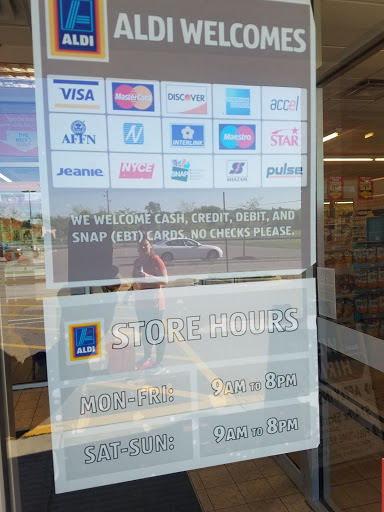 ALDI
ALDI WELCOMES
VISA MasterCard DISCOVER accel
AFFN INTERLINK Maestro STAR
Jeanie NYCE SNAP SHAZAM pulse
WE WELCOME CASH, CREDIT, DEBIT, AND
SNAP (EBT) CARDS. NO CHECKS PLEASE.
ALDI
STORE HOURS
MON-FRI: 9AM TO 8PM
SAT-SUN: 9AM TO 8PM